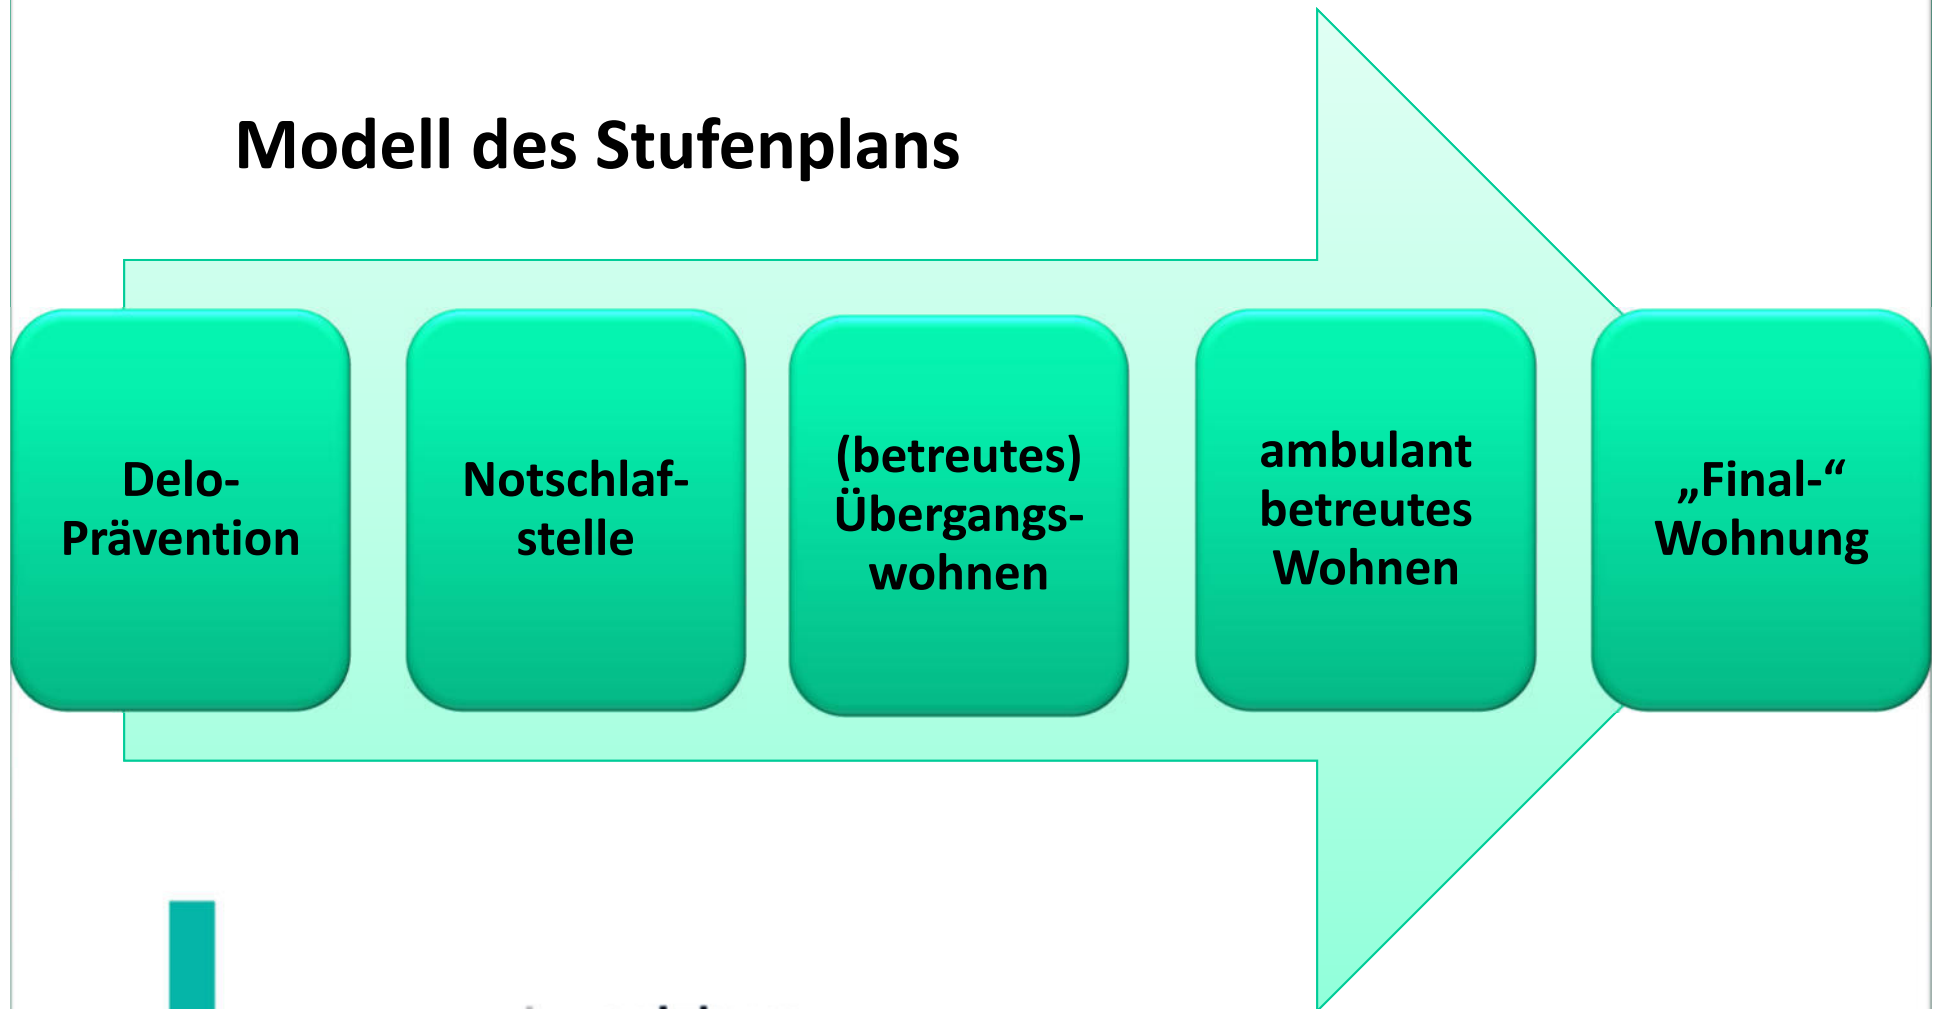 Modell des Stufenplans
Delo-
Prävention
Notschlaf-
stelle
(betreutes)
Übergangs-
wohnen
ambulant
betreutes
Wohnen
„Final-“
Wohnung